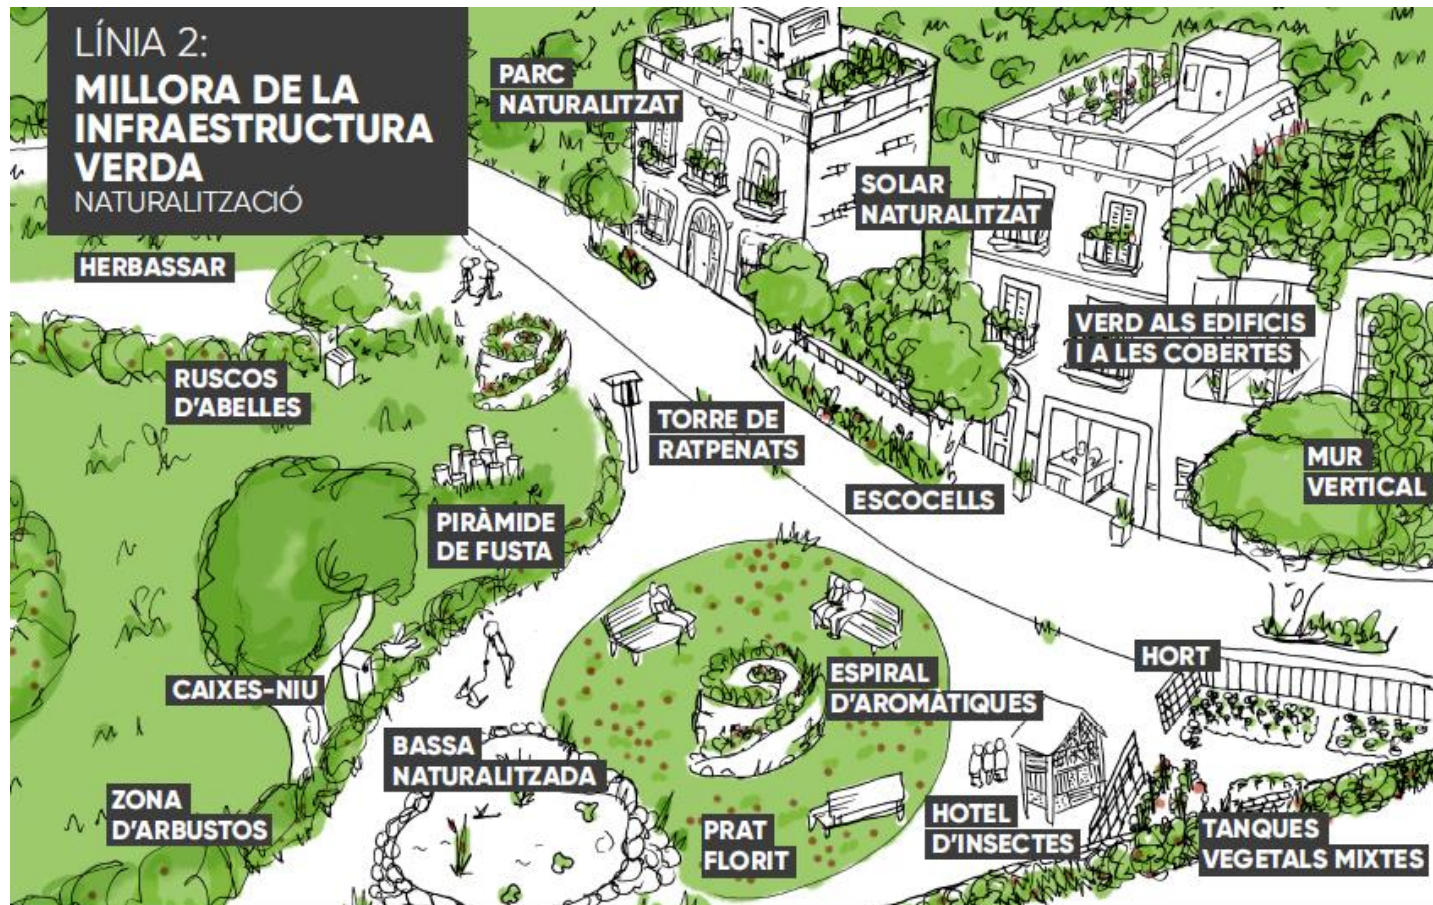 LÍNIA 2:
MILLORA DE LA
INFRAESTRUCTURA
VERDA
NATURALITZACIÓ
PARC
NATURALITZAT
SOLAR
NATURALITZAT
HERBASSAR
VERD ALS EDIFICIS
I A LES COBERTES
RUSCOS
D'ABELLES
TORRE DE
RATPENATS
MUR
VERTICAL
ESCOCELLS
PIRÀMIDE
DE FUSTA
HORT
CAIXES-NIU
ESPIRAL
D'AROMÀTIQUES
BASSA
NATURALITZADA
ZONA
D'ARBUSTOS
PRAT
FLORIT
HOTEL
D'INSECTES
TANQUES
VEGETALS MIXTES